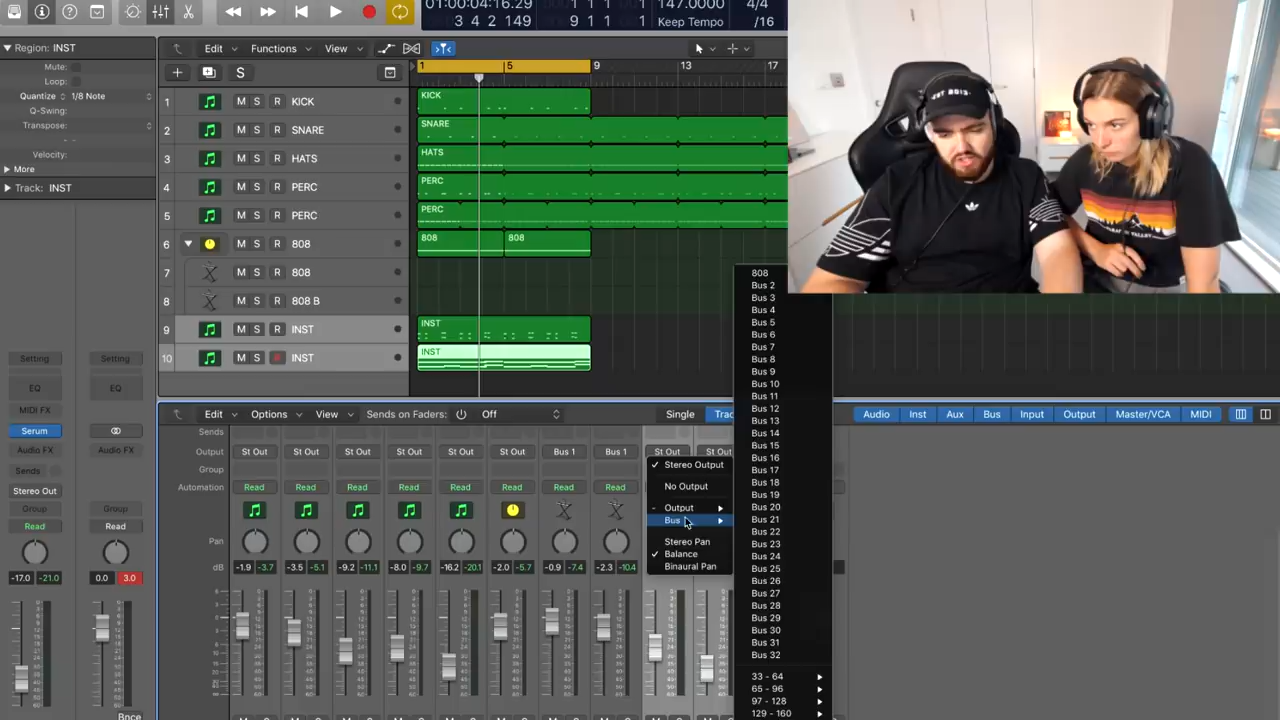 01:00:04:16.29
3 4 2 149
9 1 1 1
147.0000
Keep Tempo
4/4
/16
Region: INST
Mute:
Loop:
Quantize 1/8 Note
Q-Swing:
Transpose:
Velocity:
More
Track: INST
Edit
Functions
View
S
1
5
9
13
17
1 M S R KICK
2 M S R SNARE
3 M S R HATS
4 M S R PERC
5 M S R PERC
6 M S R 808
7 M S R 808
8 M S R 808 B
9 M S R INST
10 M S R INST
KICK
SNARE
HATS
PERC
PERC
808
808
INST
INST
Edit
Options
View
Sends on Faders:
Off
Single
Audio
Inst
Aux
Bus
Input
Output
Master/VCA
MIDI
Setting
Setting
EQ
EQ
MIDI FX
Serum
Audio FX
Audio FX
Sends
Stereo Out
Group
Group
Read
Read
-17.0 -21.0
0.0 3.0
Bnce
Sends
Output St Out St Out St Out St Out St Out St Out Bus 1 Bus 1 St Out St Out
Group
Automation Read Read Read Read Read Read Read Read
Pan
dB -1.9 -3.7 -3.5 -5.1 -9.2 -11.1 -8.0 -9.7 -16.2 -20.1 -2.0 -5.7 -0.9 -7.4 -2.3 -10.4
Stereo Output
No Output
Output
Bus
Stereo Pan
Balance
Binaural Pan
808
Bus 2
Bus 3
Bus 4
Bus 5
Bus 6
Bus 7
Bus 8
Bus 9
Bus 10
Bus 11
Bus 12
Bus 13
Bus 14
Bus 15
Bus 16
Bus 17
Bus 18
Bus 19
Bus 20
Bus 21
Bus 22
Bus 23
Bus 24
Bus 25
Bus 26
Bus 27
Bus 28
Bus 29
Bus 30
Bus 31
Bus 32
33 - 64
65 - 96
97 - 128
129 - 160